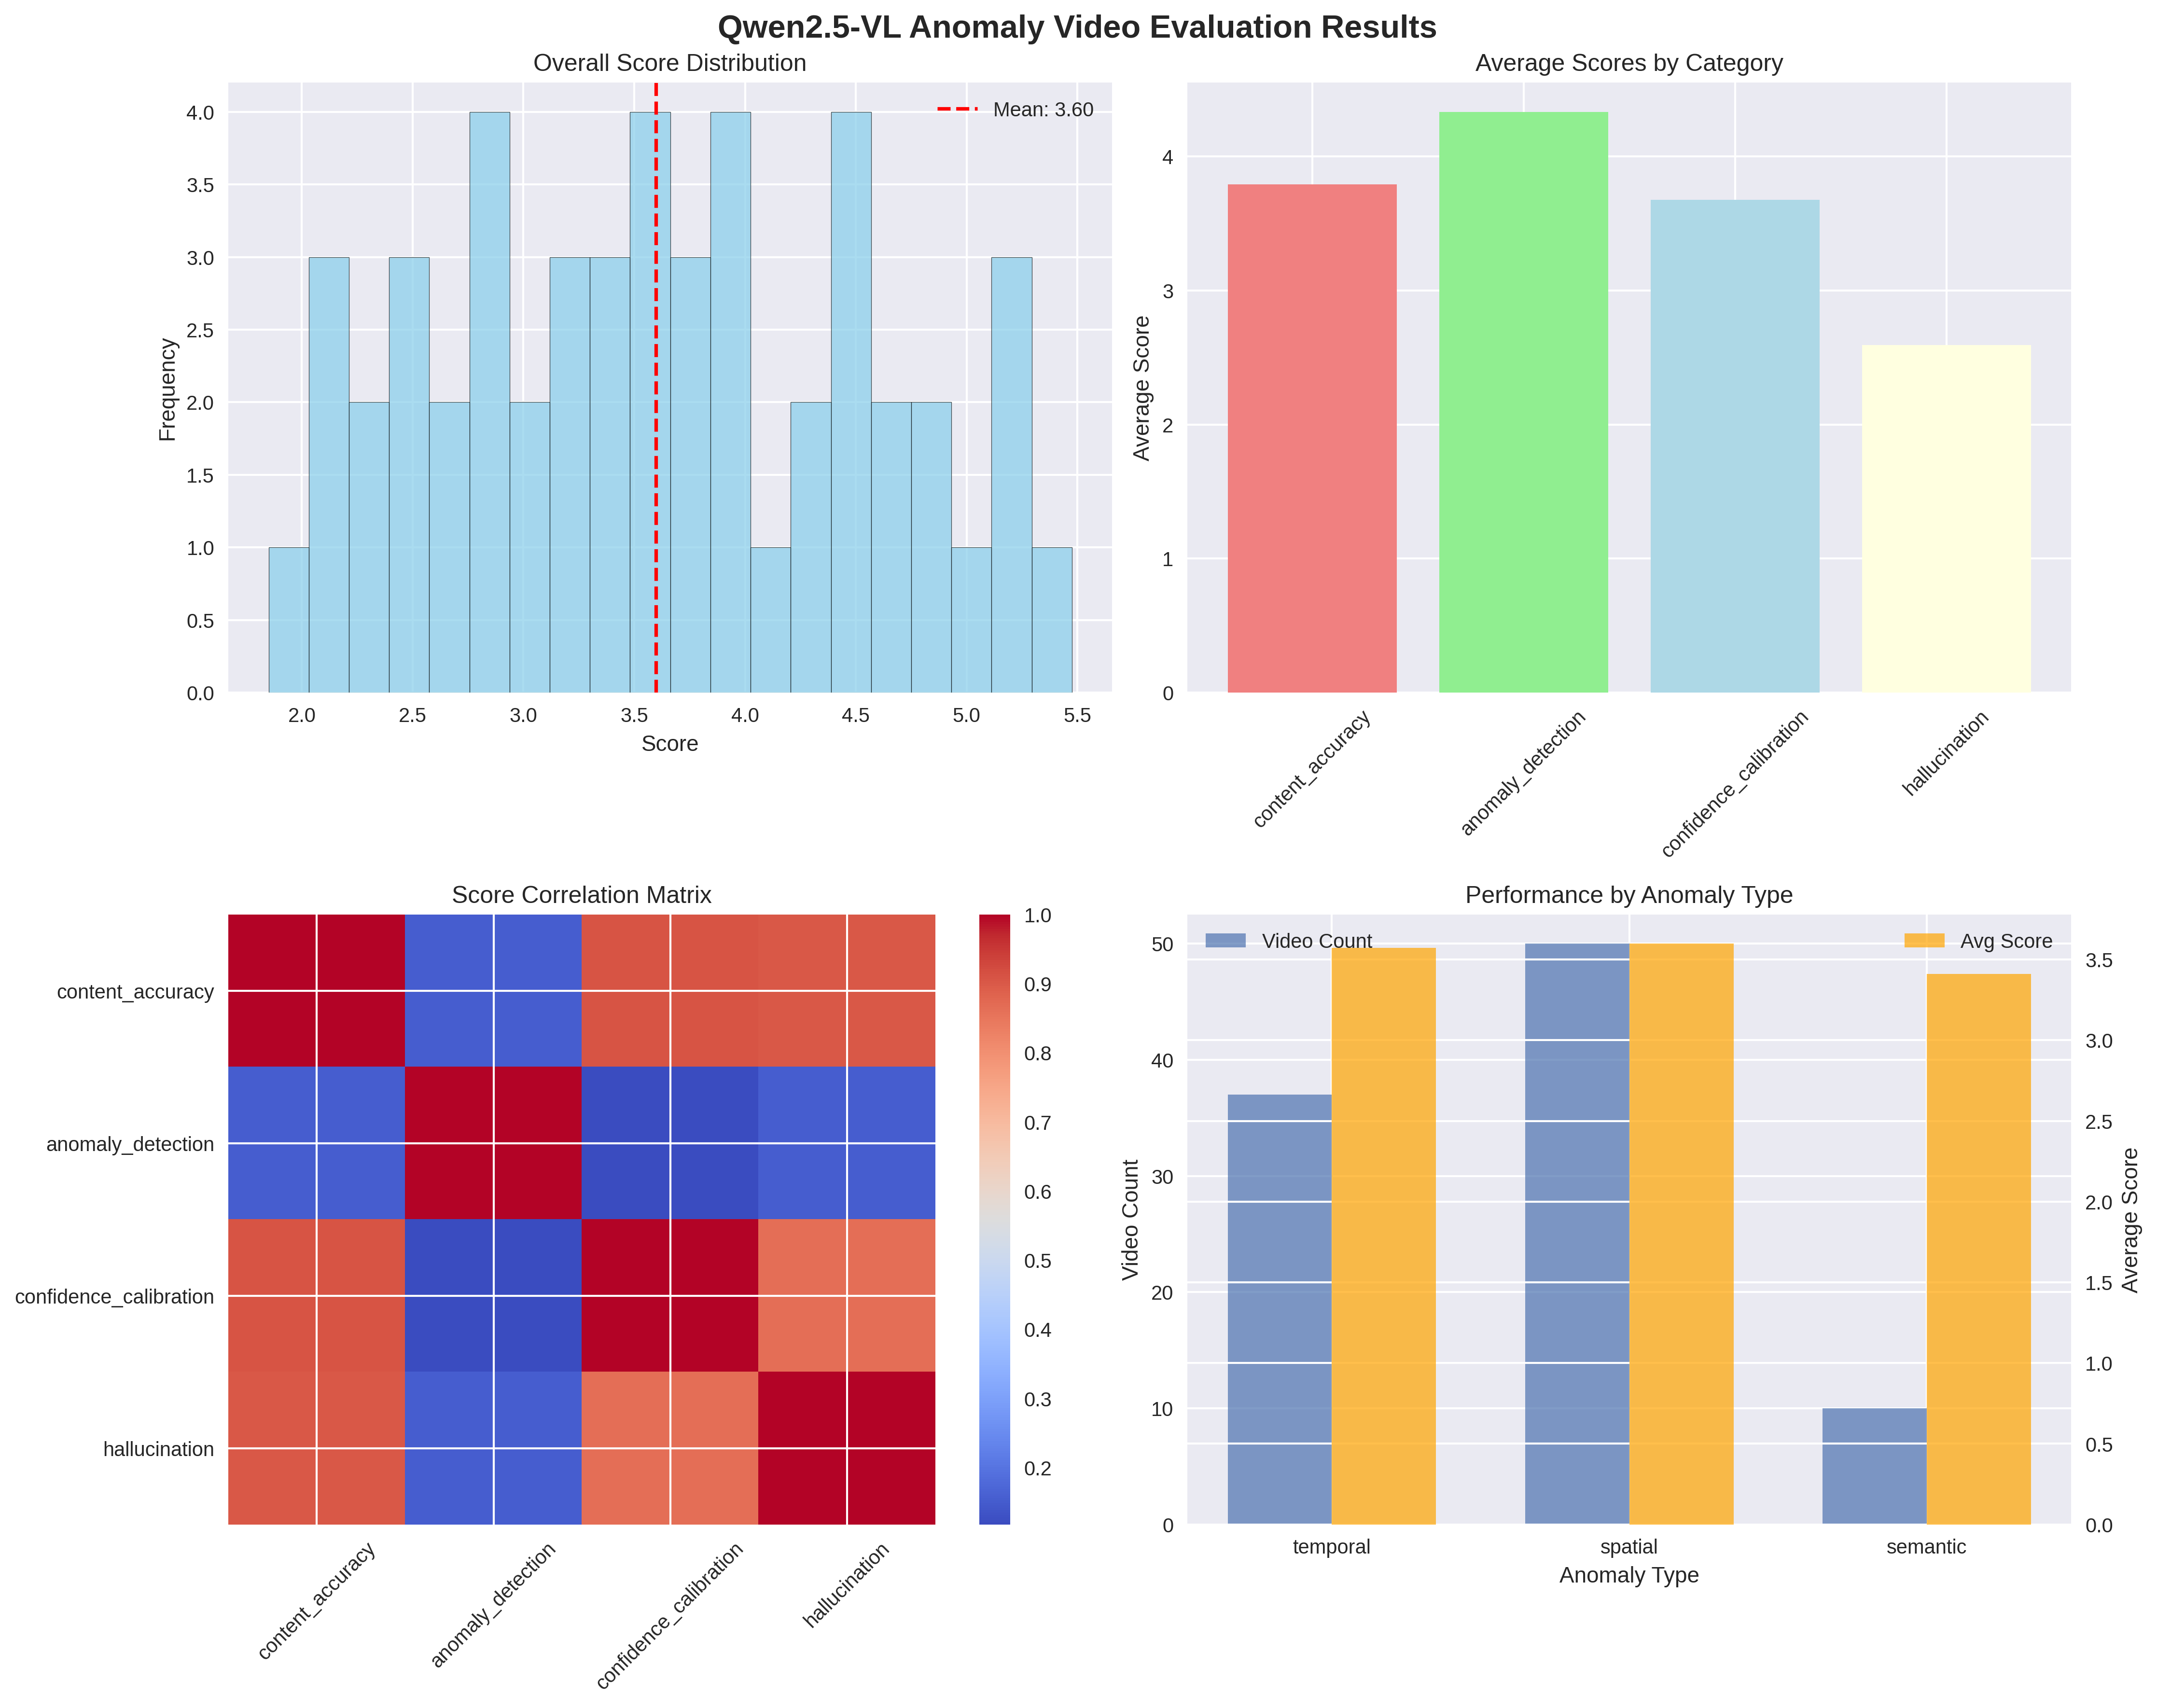 Qwen2.5-VL Anomaly Video Evaluation Results
Overall Score Distribution
Mean: 3.60
Frequency
4.0
3.5
3.0
2.5
2.0
1.5
1.0
0.5
0.0
2.0 2.5 3.0 3.5 4.0 4.5 5.0 5.5
Score
Average Scores by Category
Average Score
4
3
2
1
0
content_accuracy
anomaly_detection
confidence_calibration
hallucination
Score Correlation Matrix
content_accuracy
anomaly_detection
confidence_calibration
hallucination
content_accuracy
anomaly_detection
confidence_calibration
hallucination
1.0
0.9
0.8
0.7
0.6
0.5
0.4
0.3
0.2
Performance by Anomaly Type
Video Count
Avg Score
Video Count
50
40
30
20
10
0
temporal spatial semantic
Anomaly Type
3.5
3.0
2.5
2.0
1.5
1.0
0.5
0.0
Average Score